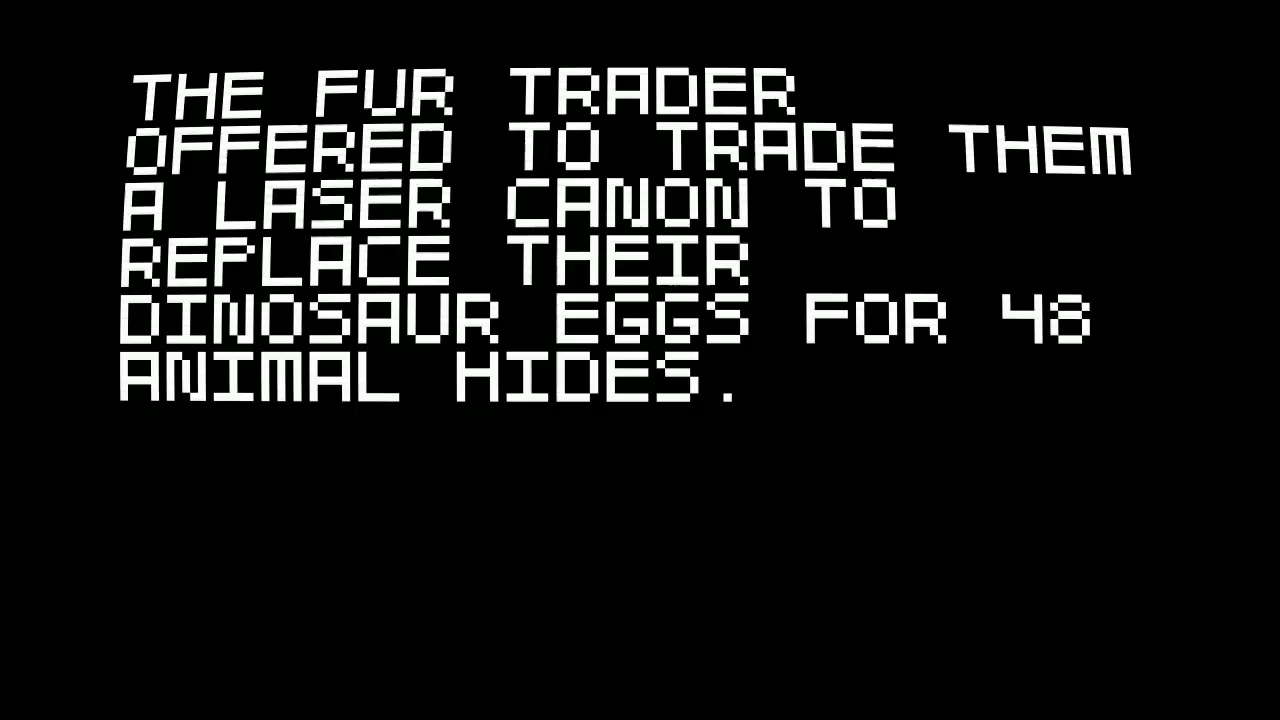 THE FUR TRADER
OFFERED TO TRADE THEM
A LASER CANON TO
REPLACE THEIR
DINOSAUR EGGS FOR 48
ANIMAL HIDES.